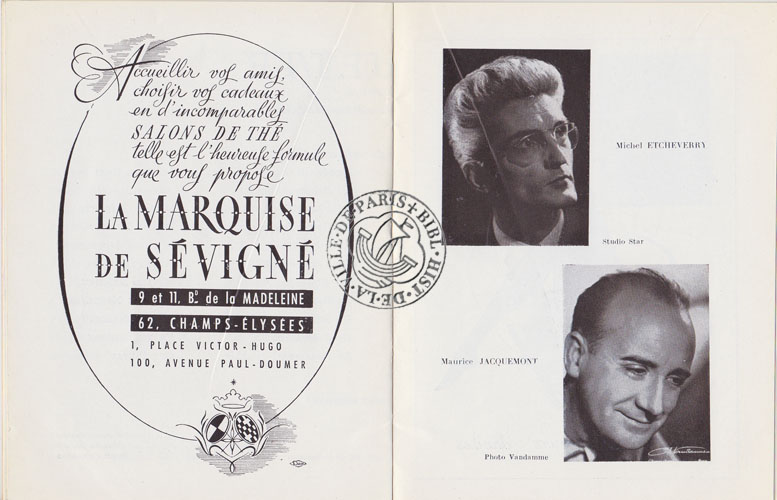 Accueillir vos amis,
choisir vos cadeaux
en d'incomparables
SALONS DE THÉ
telle est l'heureuse formule
que vous propose
LA MARQUISE
DE SÉVIGNÉ
9 et 11, BD de la MADELEINE
62, CHAMPS-ÉLYSÉES
1, PLACE VICTOR-HUGO
100, AVENUE PAUL-DOUMER
BIBL. HIST. DE LA VILLE DE PARIS
Michel ETCHEVERRY
Studio Star
Maurice JACQUEMONT
Photo Vandamme